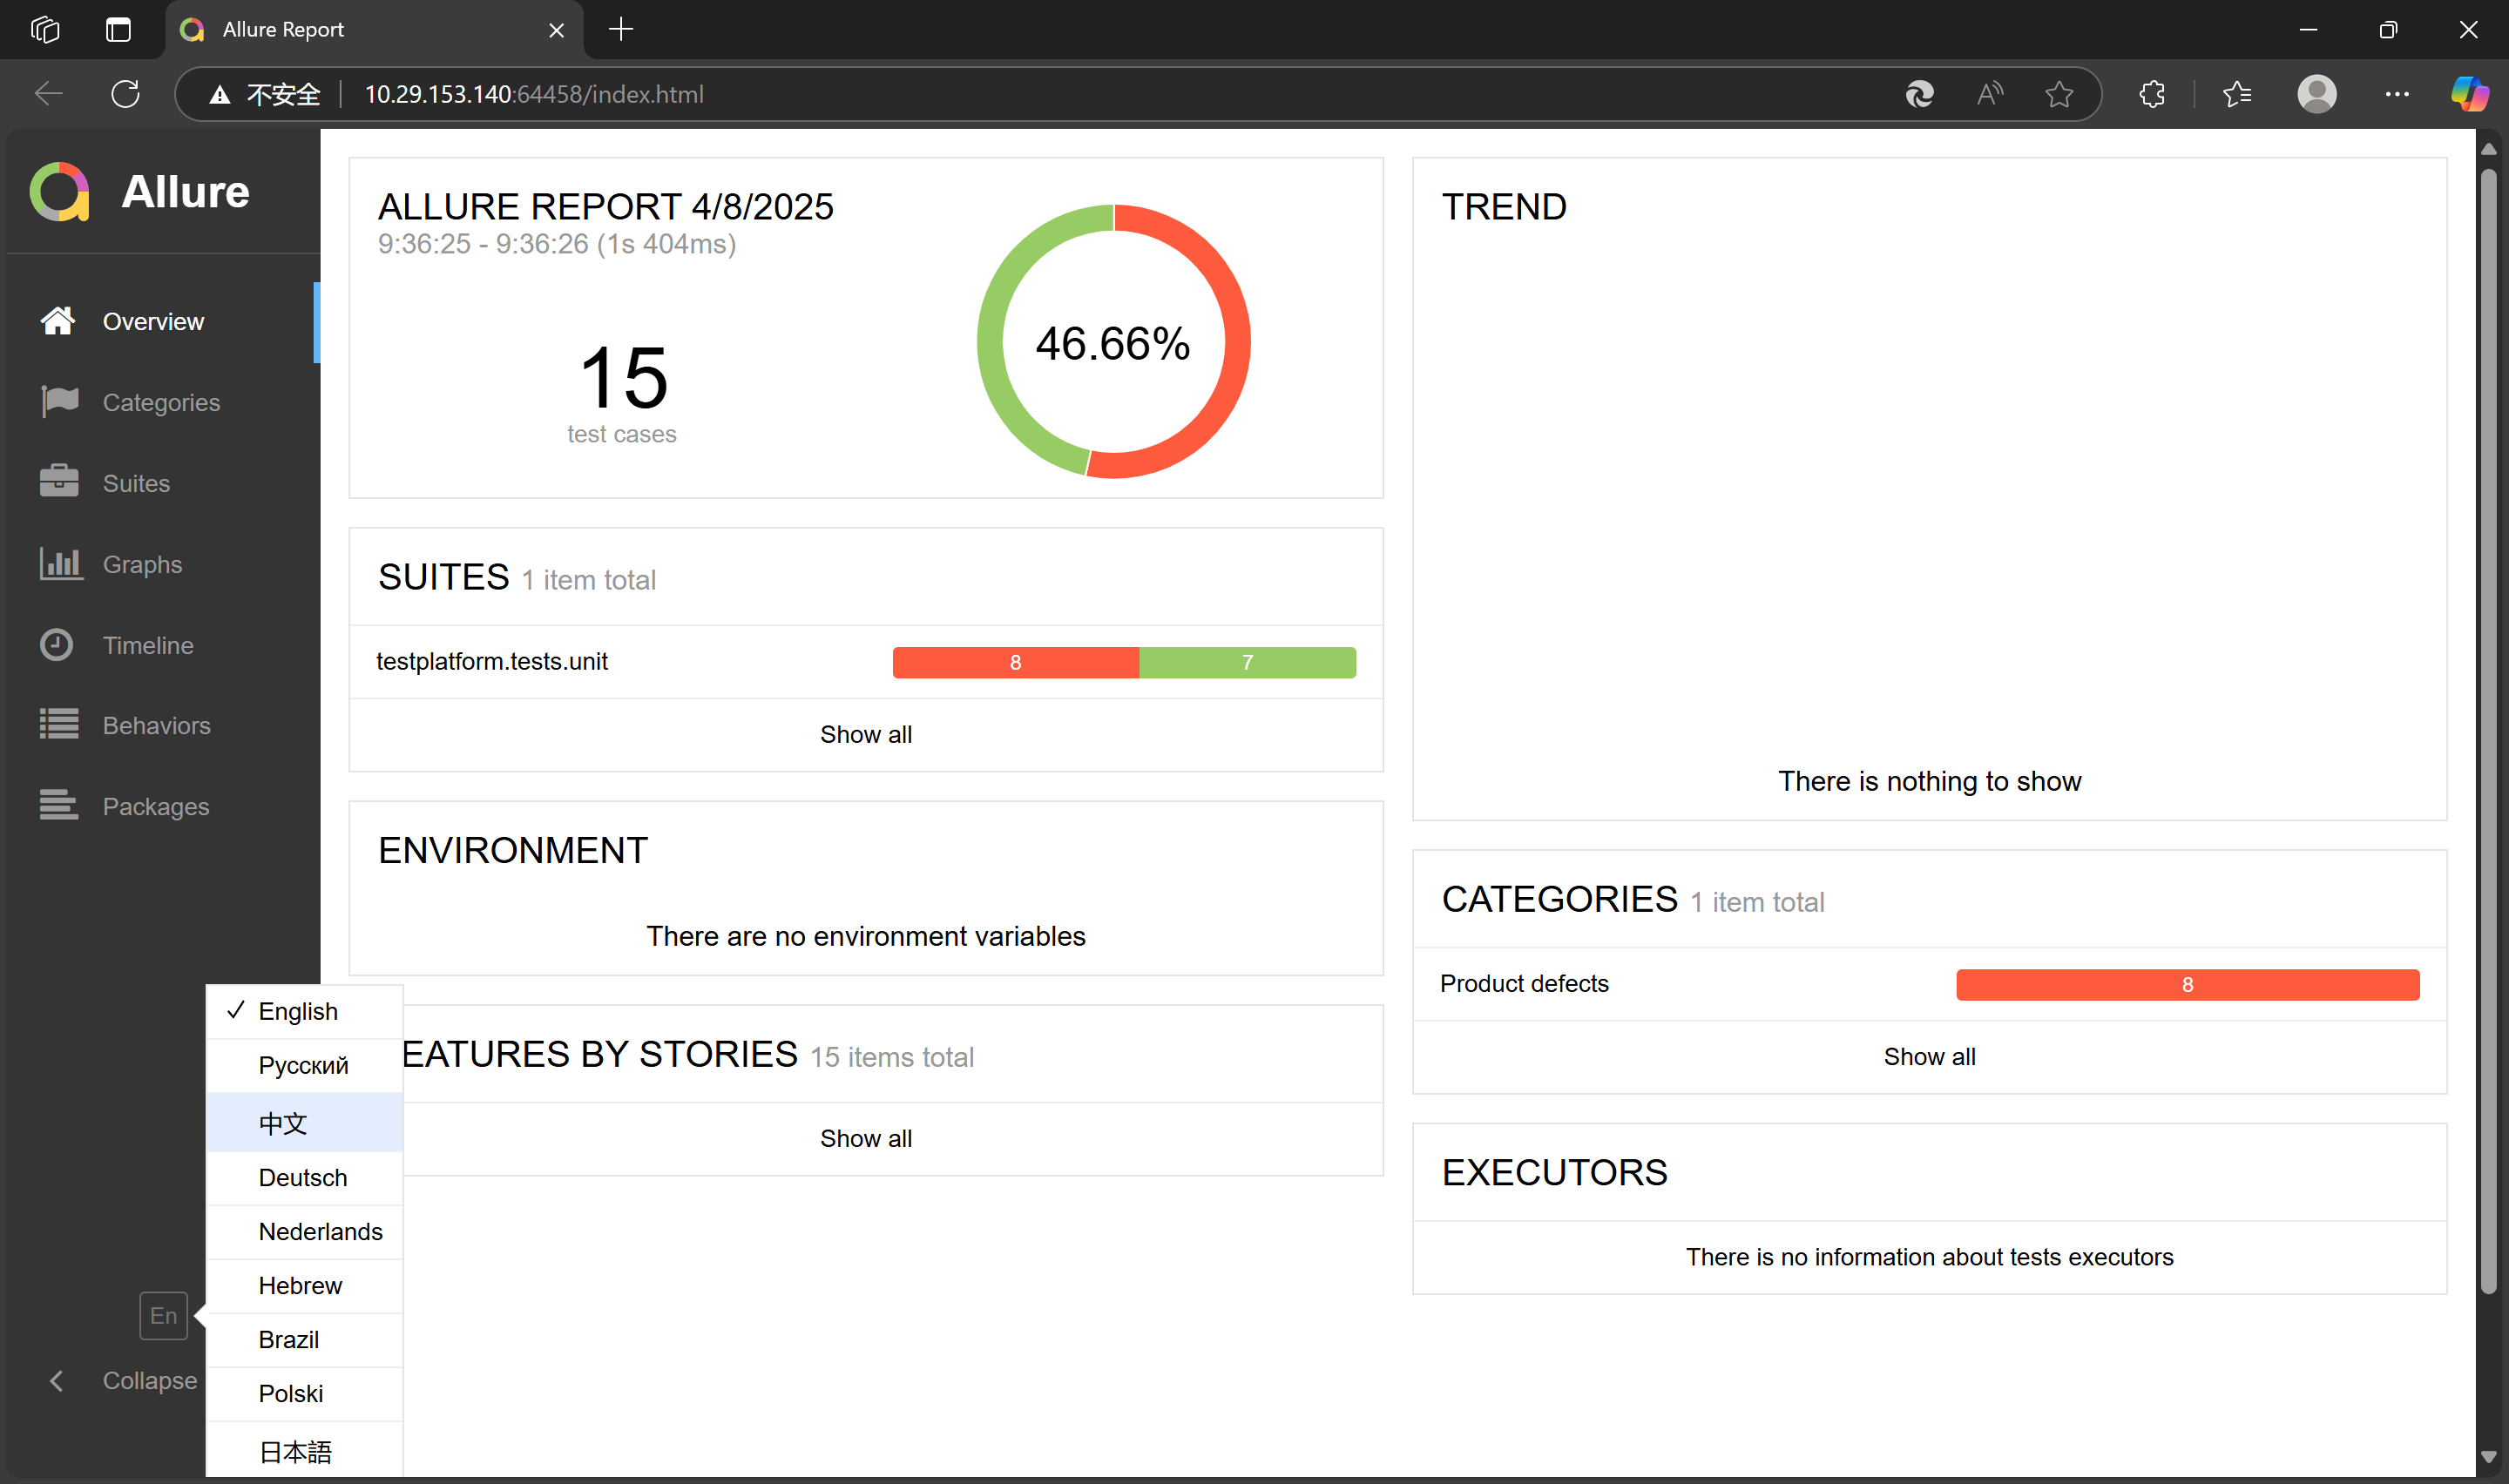 Allure Report
不安全
10.29.153.140:64458/index.html
Allure
Overview
Categories
Suites
Graphs
Timeline
Behaviors
Packages
En
Collapse
English
Русский
中文
Deutsch
Nederlands
Hebrew
Brazil
Polski
日本語
ALLURE REPORT 4/8/2025
9:36:25 - 9:36:26 (1s 404ms)
15
test cases
46.66%
SUITES 1 item total
testplatform.tests.unit
8 7
Show all
ENVIRONMENT
There are no environment variables
EATURES BY STORIES 15 items total
Show all
TREND
There is nothing to show
CATEGORIES 1 item total
Product defects
8
Show all
EXECUTORS
There is no information about tests executors